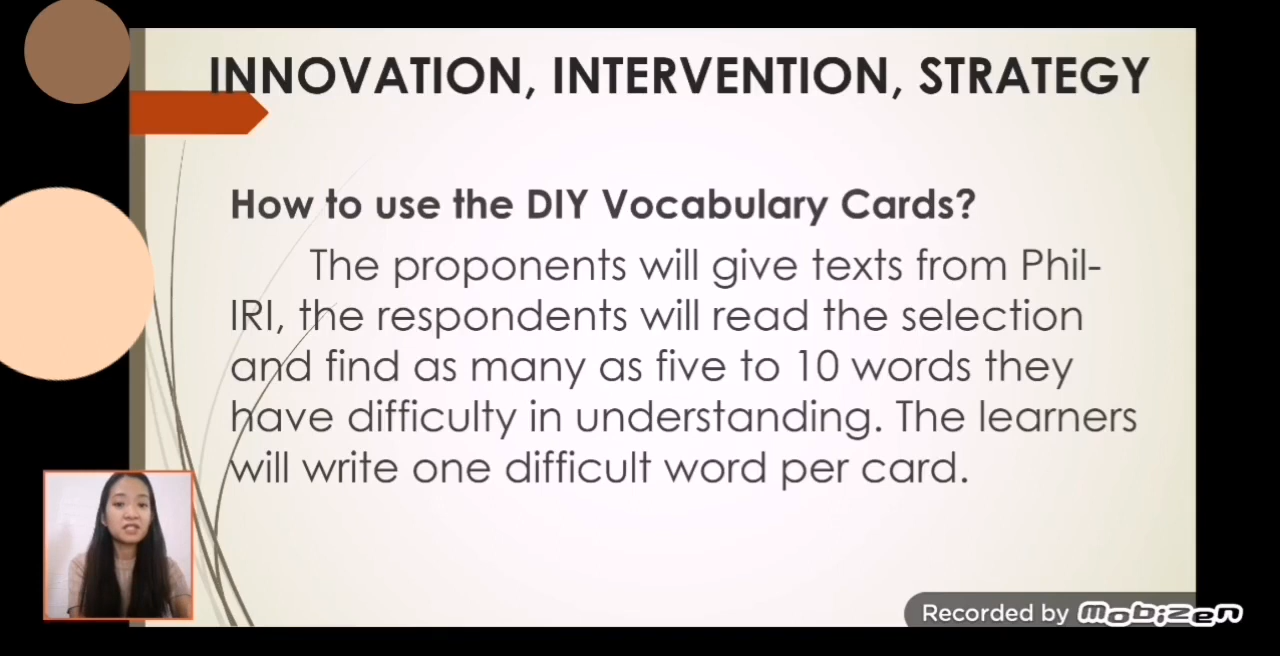 INNOVATION, INTERVENTION, STRATEGY
How to use the DIY Vocabulary Cards?
The proponents will give texts from Phil-
IRI, the respondents will read the selection
and find as many as five to 10 words they
have difficulty in understanding. The learners
will write one difficult word per card.
Recorded by mobizen